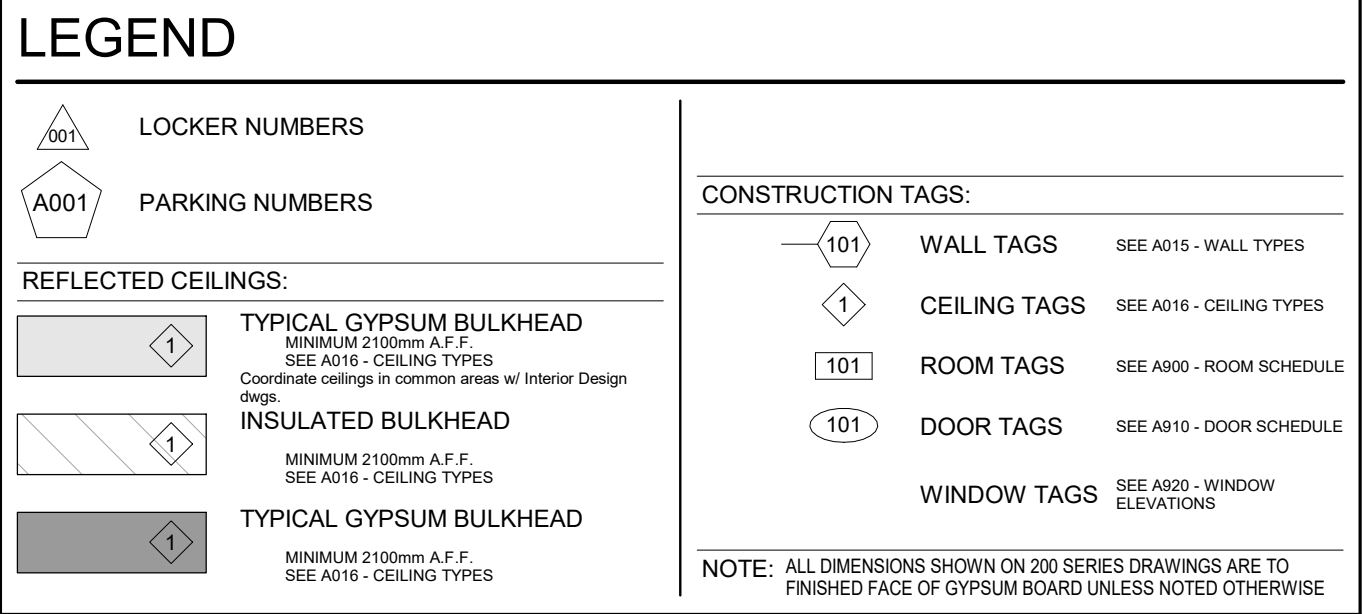 LEGEND
001
LOCKER NUMBERS
A001
PARKING NUMBERS
REFLECTED CEILINGS:
1
TYPICAL GYPSUM BULKHEAD
MINIMUM 2100mm A.F.F.
SEE A016 - CEILING TYPES
Coordinate ceilings in common areas w/ Interior Design
dwgs.
1
INSULATED BULKHEAD
MINIMUM 2100mm A.F.F.
SEE A016 - CEILING TYPES
1
TYPICAL GYPSUM BULKHEAD
MINIMUM 2100mm A.F.F.
SEE A016 - CEILING TYPES
CONSTRUCTION TAGS:
101 WALL TAGS SEE A015 - WALL TYPES
1 CEILING TAGS SEE A016 - CEILING TYPES
101 ROOM TAGS SEE A900 - ROOM SCHEDULE
101 DOOR TAGS SEE A910 - DOOR SCHEDULE
WINDOW TAGS SEE A920 - WINDOW
ELEVATIONS
NOTE: ALL DIMENSIONS SHOWN ON 200 SERIES DRAWINGS ARE TO
FINISHED FACE OF GYPSUM BOARD UNLESS NOTED OTHERWISE